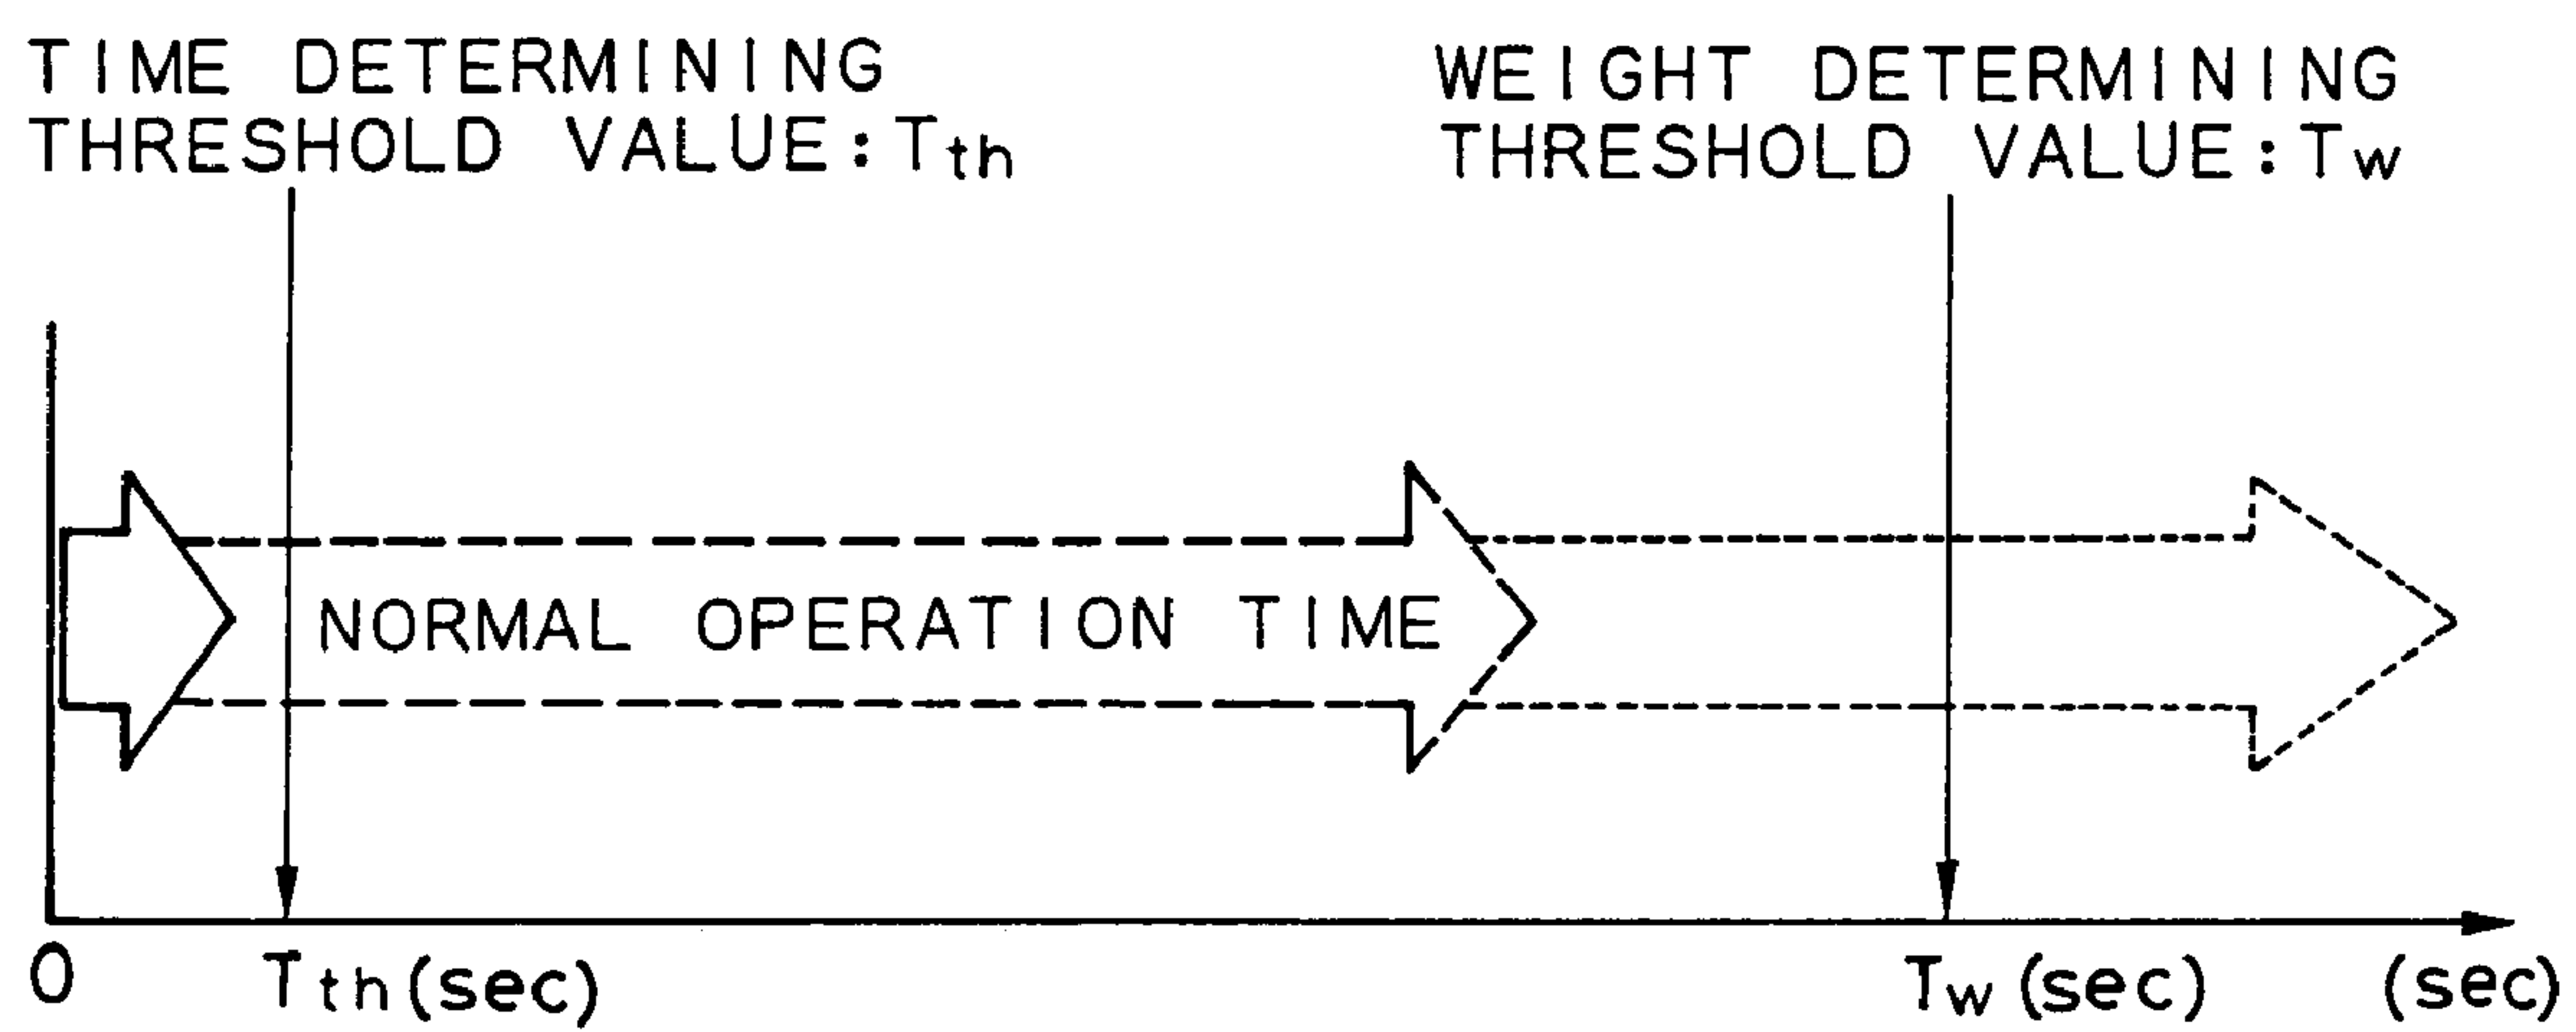 TIME DETERMINING
THRESHOLD VALUE: Tth
WEIGHT DETERMINING
THRESHOLD VALUE: Tw
NORMAL OPERATION TIME
0
Tth (sec)
Tw (sec)
(sec)